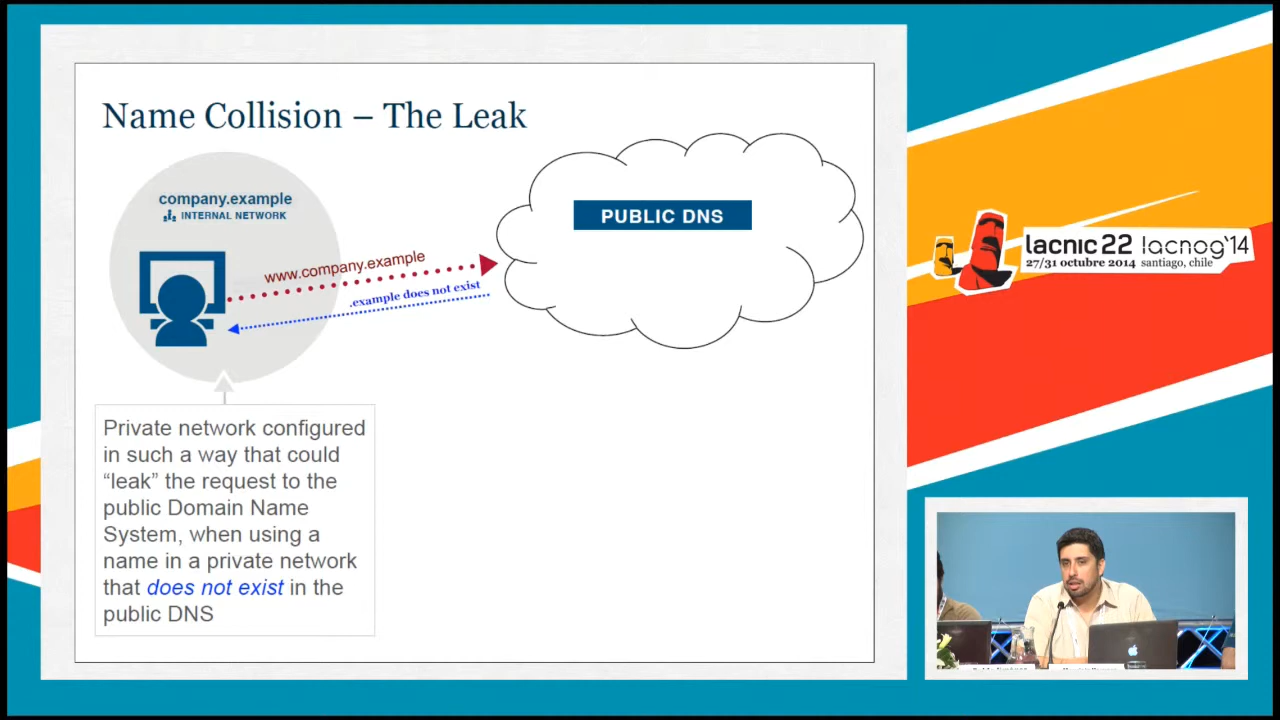 Name Collision – The Leak
company.example
INTERNAL NETWORK
www.company.example
.example does not exist
PUBLIC DNS
Private network configured
in such a way that could
“leak” the request to the
public Domain Name
System, when using a
name in a private network
that does not exist in the
public DNS
lacnic 22 lacnog'14
27/31 octubre 2014 santiago, chile